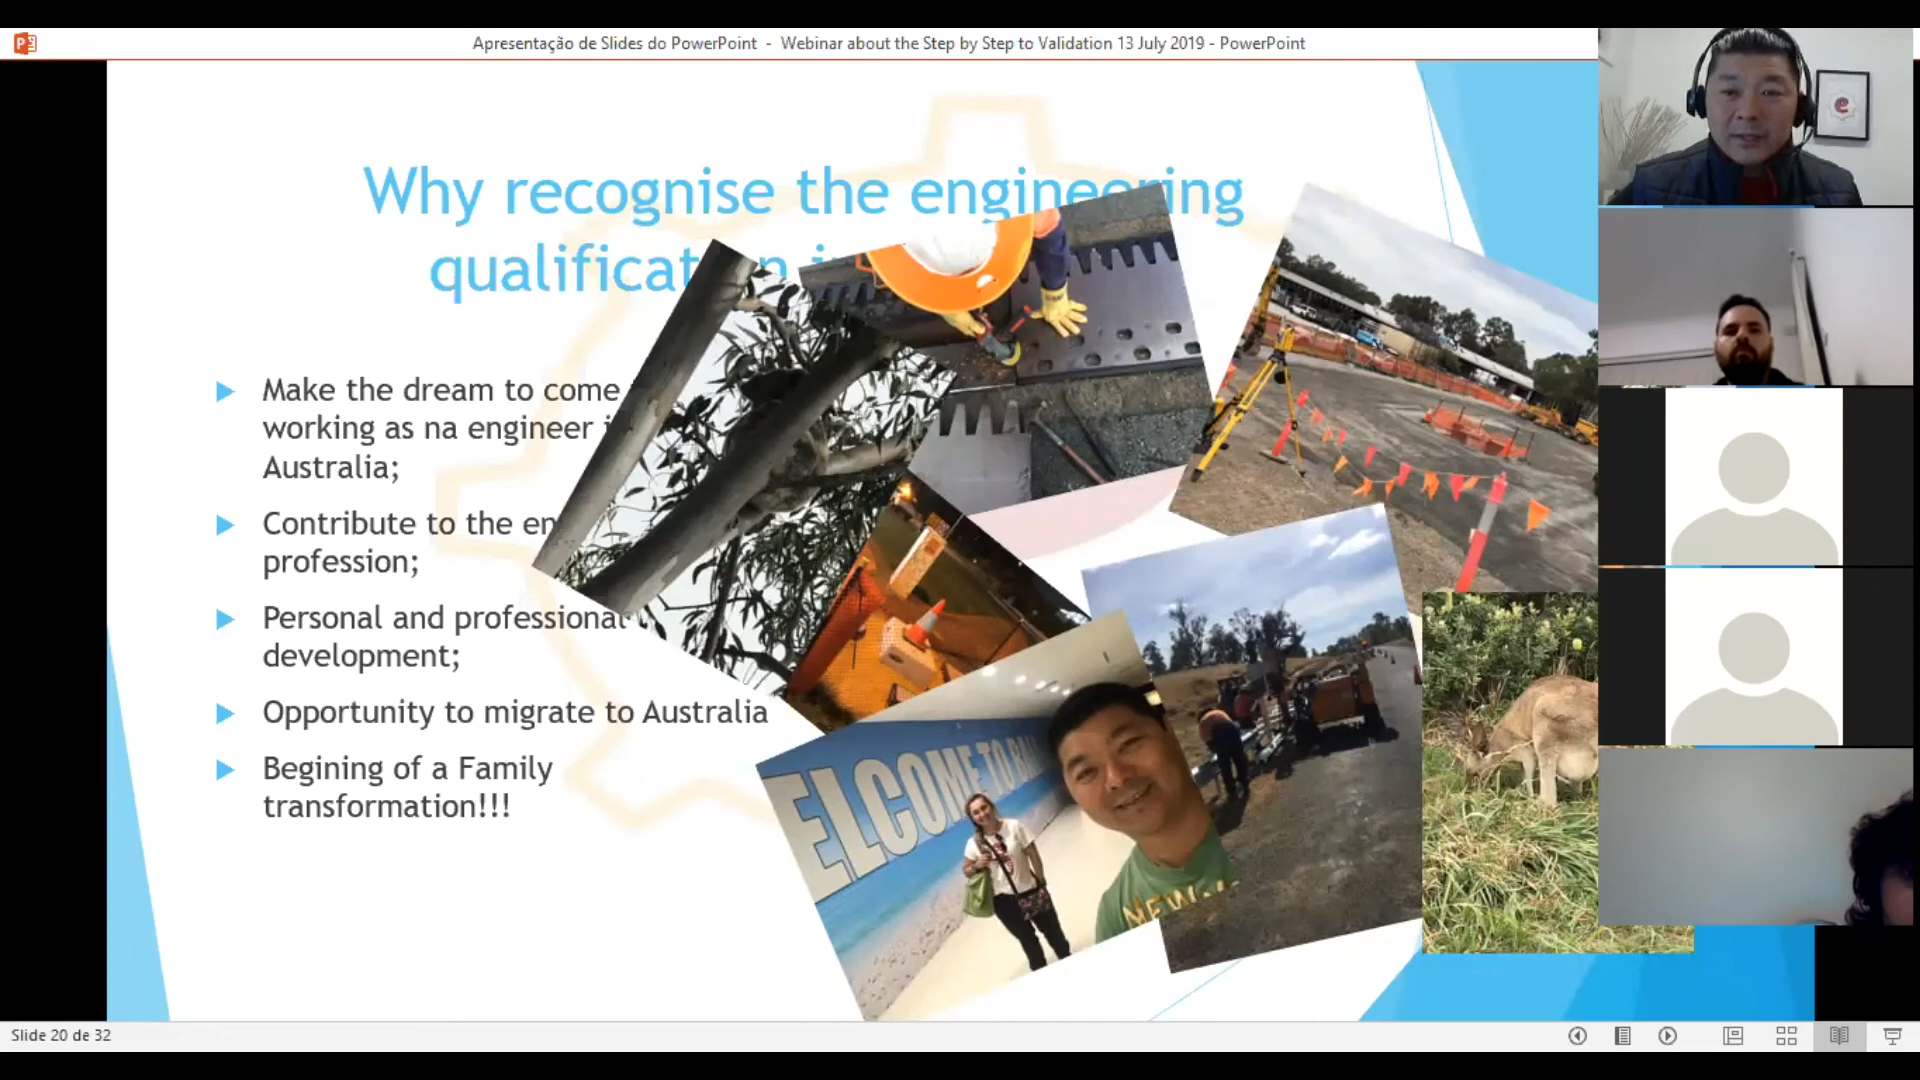 Apresentação de Slides do PowerPoint - Webinar about the Step by Step to Validation 13 July 2019 - PowerPoint
Why recognise the engineering
Make the dream to come
working as na engineer
Australia;
Contribute to the
profession;
Personal and professional
development;
Opportunity to migrate to Australia
Begining of a Family
transformation!!!
ELCOME TO
Slide 20 de 32